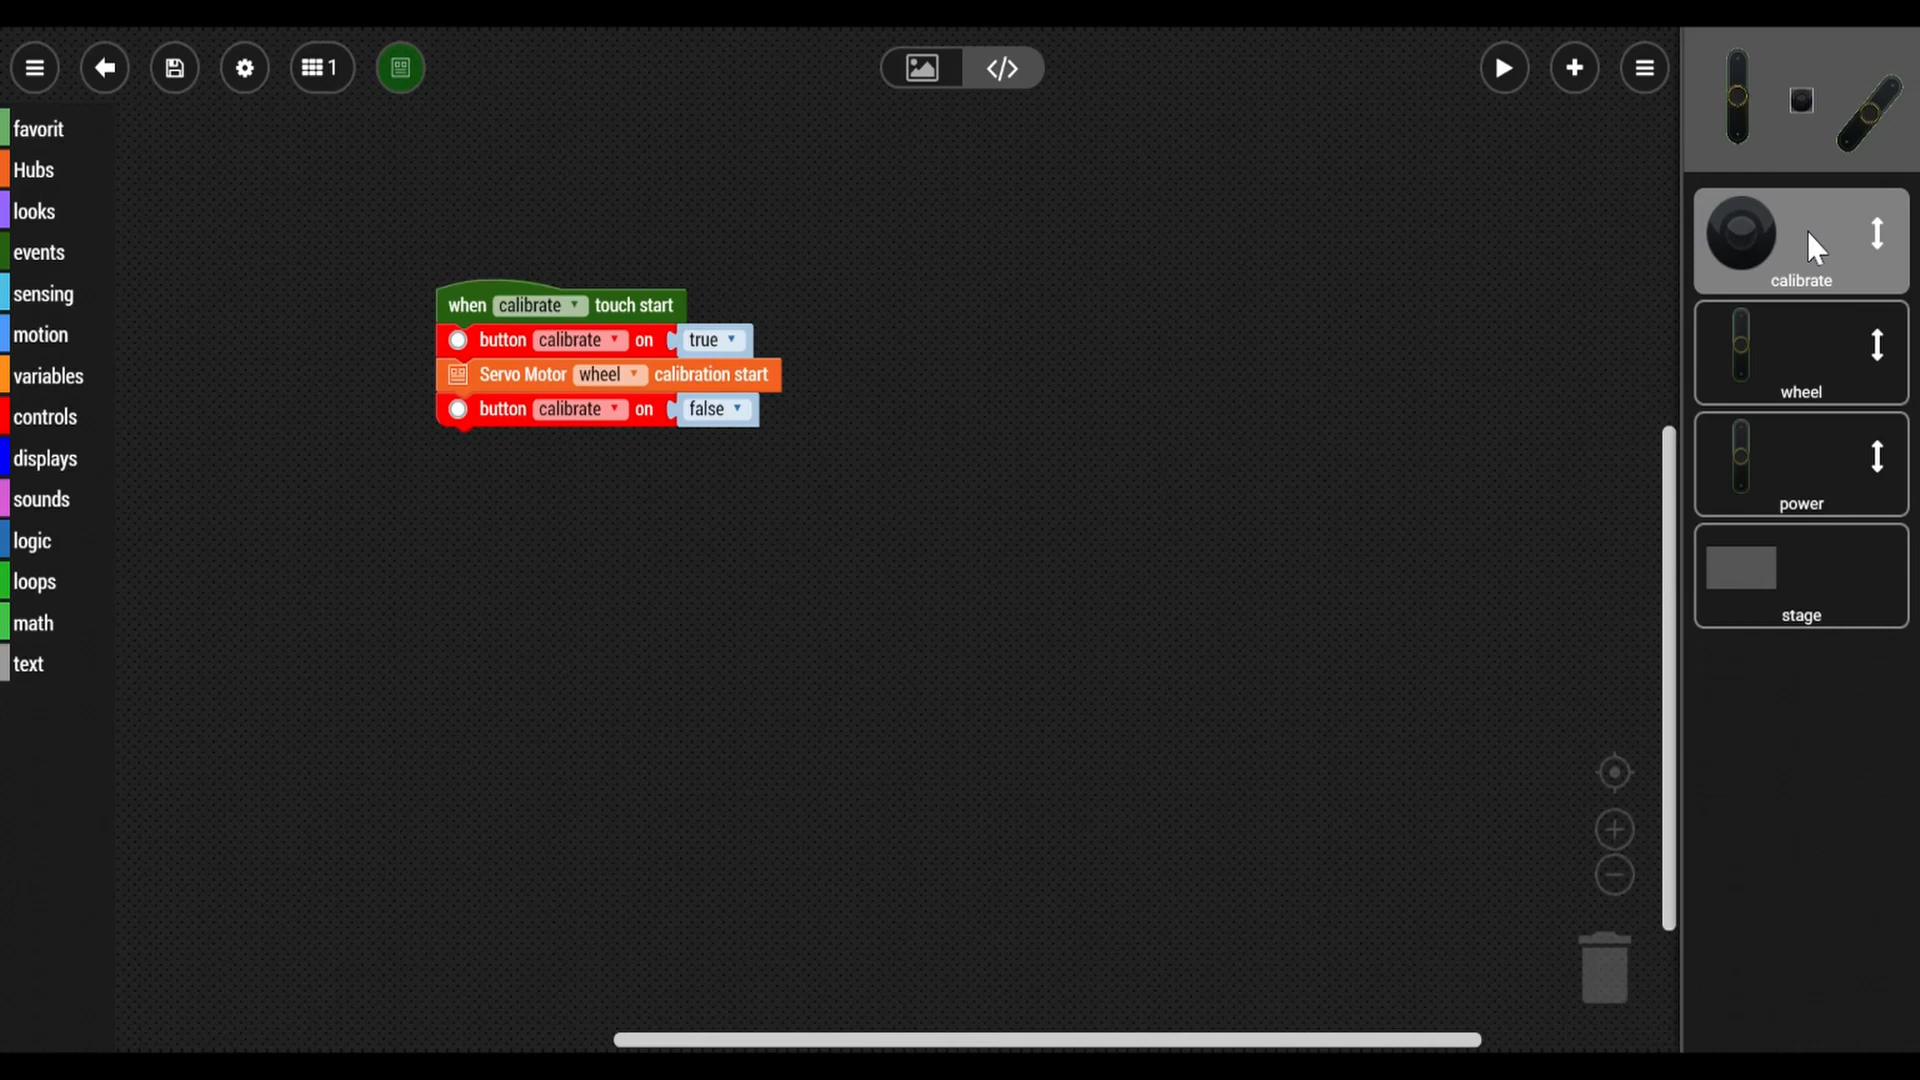 1
</>
favorit
Hubs
looks
events
sensing
motion
variables
controls
displays
sounds
logic
loops
math
text
when calibrate touch start
button calibrate on true
Servo Motor wheel calibration start
button calibrate on false
calibrate
wheel
power
stage